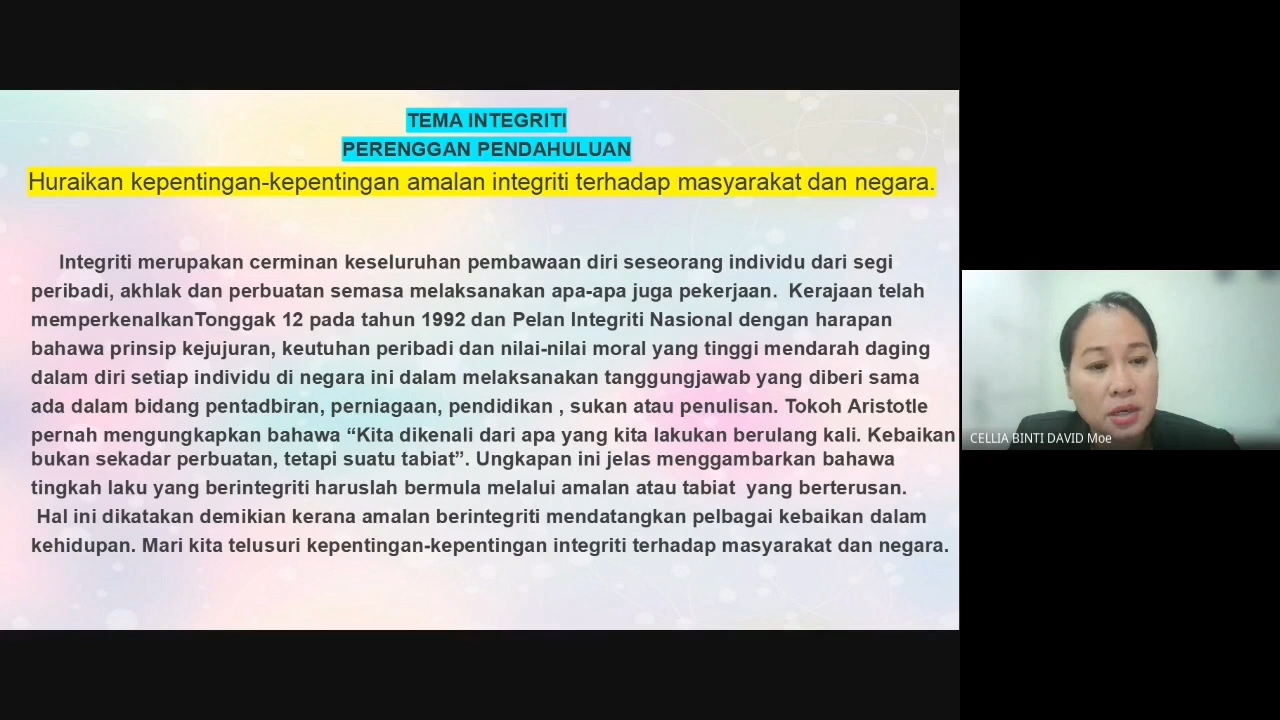 TEMA INTEGRITI
PERENGGAN PENDAHULUAN
Huraikan kepentingan-kepentingan amalan integriti terhadap masyarakat dan negara.
Integriti merupakan cerminan keseluruhan pembawaan diri seseorang individu dari segi
peribadi, akhlak dan perbuatan semasa melaksanakan apa-apa juga pekerjaan. Kerajaan telah
memperkenalkanTonggak 12 pada tahun 1992 dan Pelan Integriti Nasional dengan harapan
bahawa prinsip kejujuran, keutuhan peribadi dan nilai-nilai moral yang tinggi mendarah daging
dalam diri setiap individu di negara ini dalam melaksanakan tanggungjawab yang diberi sama
ada dalam bidang pentadbiran, perniagaan, pendidikan , sukan atau penulisan. Tokoh Aristotle
pernah mengungkapkan bahawa “Kita dikenali dari apa yang kita lakukan berulang kali. Kebaikan
bukan sekadar perbuatan, tetapi suatu tabiat”. Ungkapan ini jelas menggambarkan bahawa
tingkah laku yang berintegriti haruslah bermula melalui amalan atau tabiat yang berterusan.
Hal ini dikatakan demikian kerana amalan berintegriti mendatangkan pelbagai kebaikan dalam
kehidupan. Mari kita telusuri kepentingan-kepentingan integriti terhadap masyarakat dan negara.
CELLIA BINTI DAVID Moe